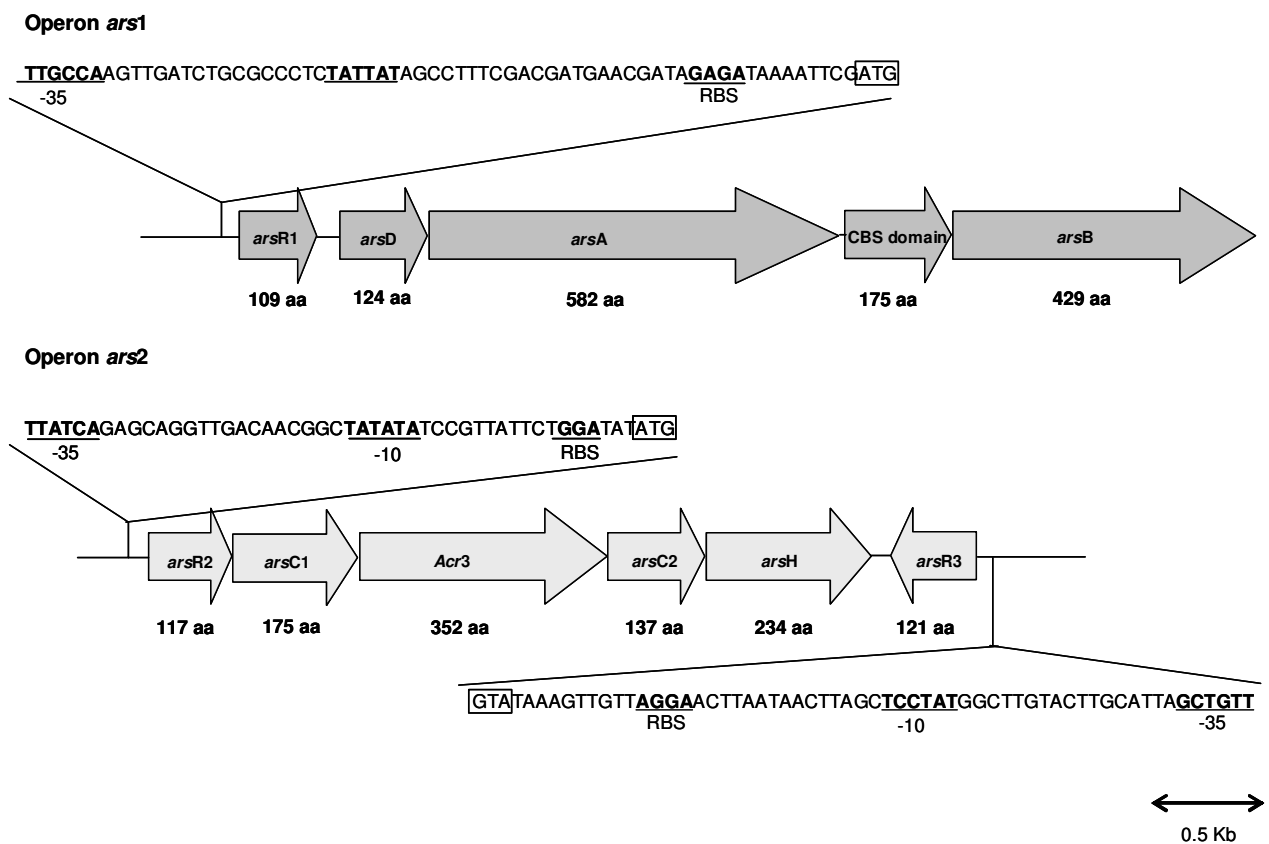 Operon ars1
TTGCCAAGTTGATCTGCGCCCTCTATTATAGCCTTTCGACGATGAACGATAGAGATAAAATTCGATG
-35 RBS
arsR1 arsD arsA CBS domain arsB
109 aa 124 aa 582 aa 175 aa 429 aa
Operon ars2
TTATCAGAGCAGGTTGACAACGGCTATATATCCGTTATTCTGGATATATG
-35 -10 RBS
arsR2 arsC1 Acr3 arsC2 arsH arsR3
117 aa 175 aa 352 aa 137 aa 234 aa 121 aa
GTATAAAGTTGTTAGGAACTTAATAACTTAGCTCCTATGGCTTGTACTTGCATTAGCTGTT
RBS -10 -35
0.5 Kb